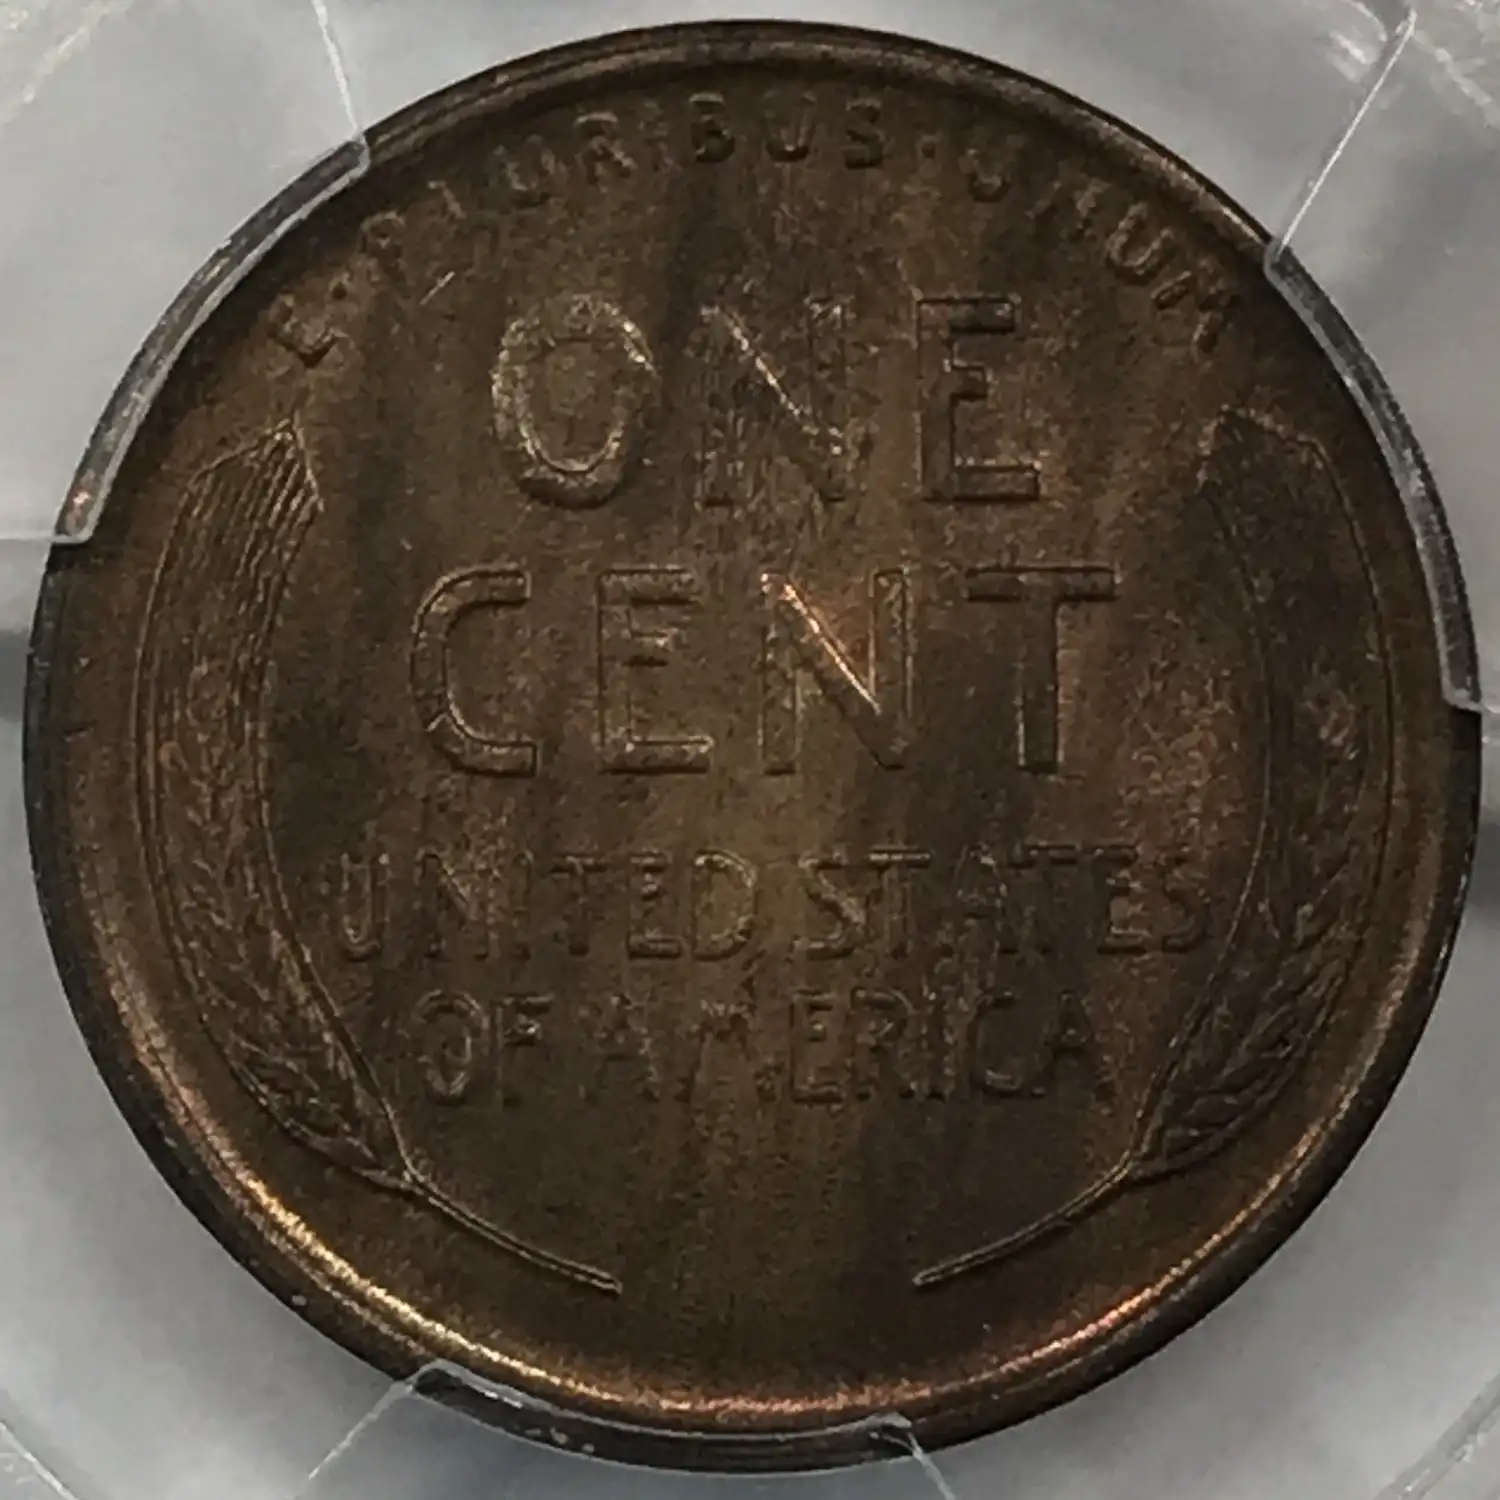 E·PLURIBUS·UNUM
ONE
CENT
UNITED STATES
OF AMERICA